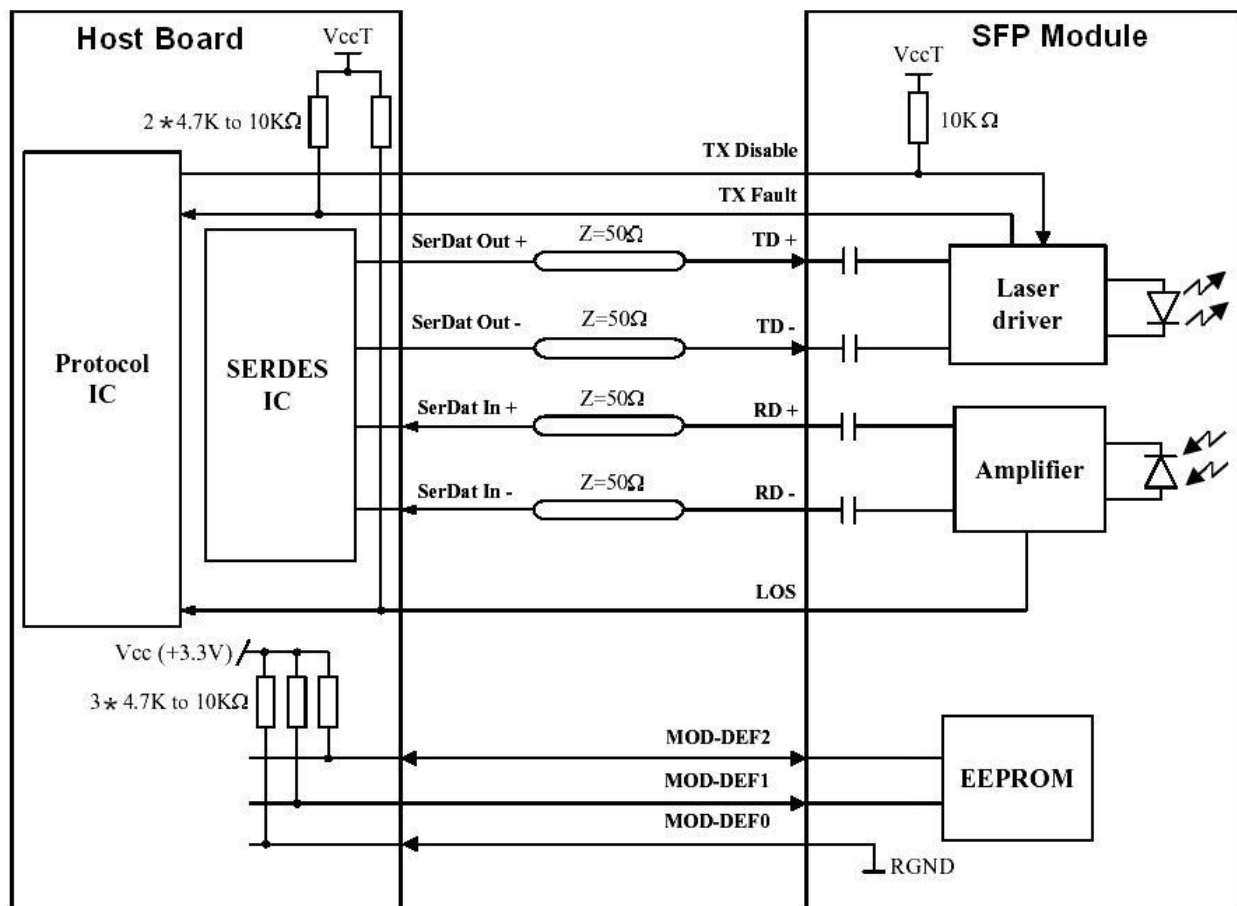 Host Board
SFP Module
VccT
VccT
2*4.7K to 10KΩ
10KΩ
TX Disable
TX Fault
SerDat Out +
Z=50Ω
TD +
SerDat Out -
Z=50Ω
TD -
Laser
driver
Protocol
IC
SERDES
IC
SerDat In +
Z=50Ω
RD +
SerDat In -
Z=50Ω
RD -
Amplifier
LOS
Vcc (+3.3V)
3*4.7K to 10KΩ
MOD-DEF2
MOD-DEF1
MOD-DEF0
EEPROM
RGND